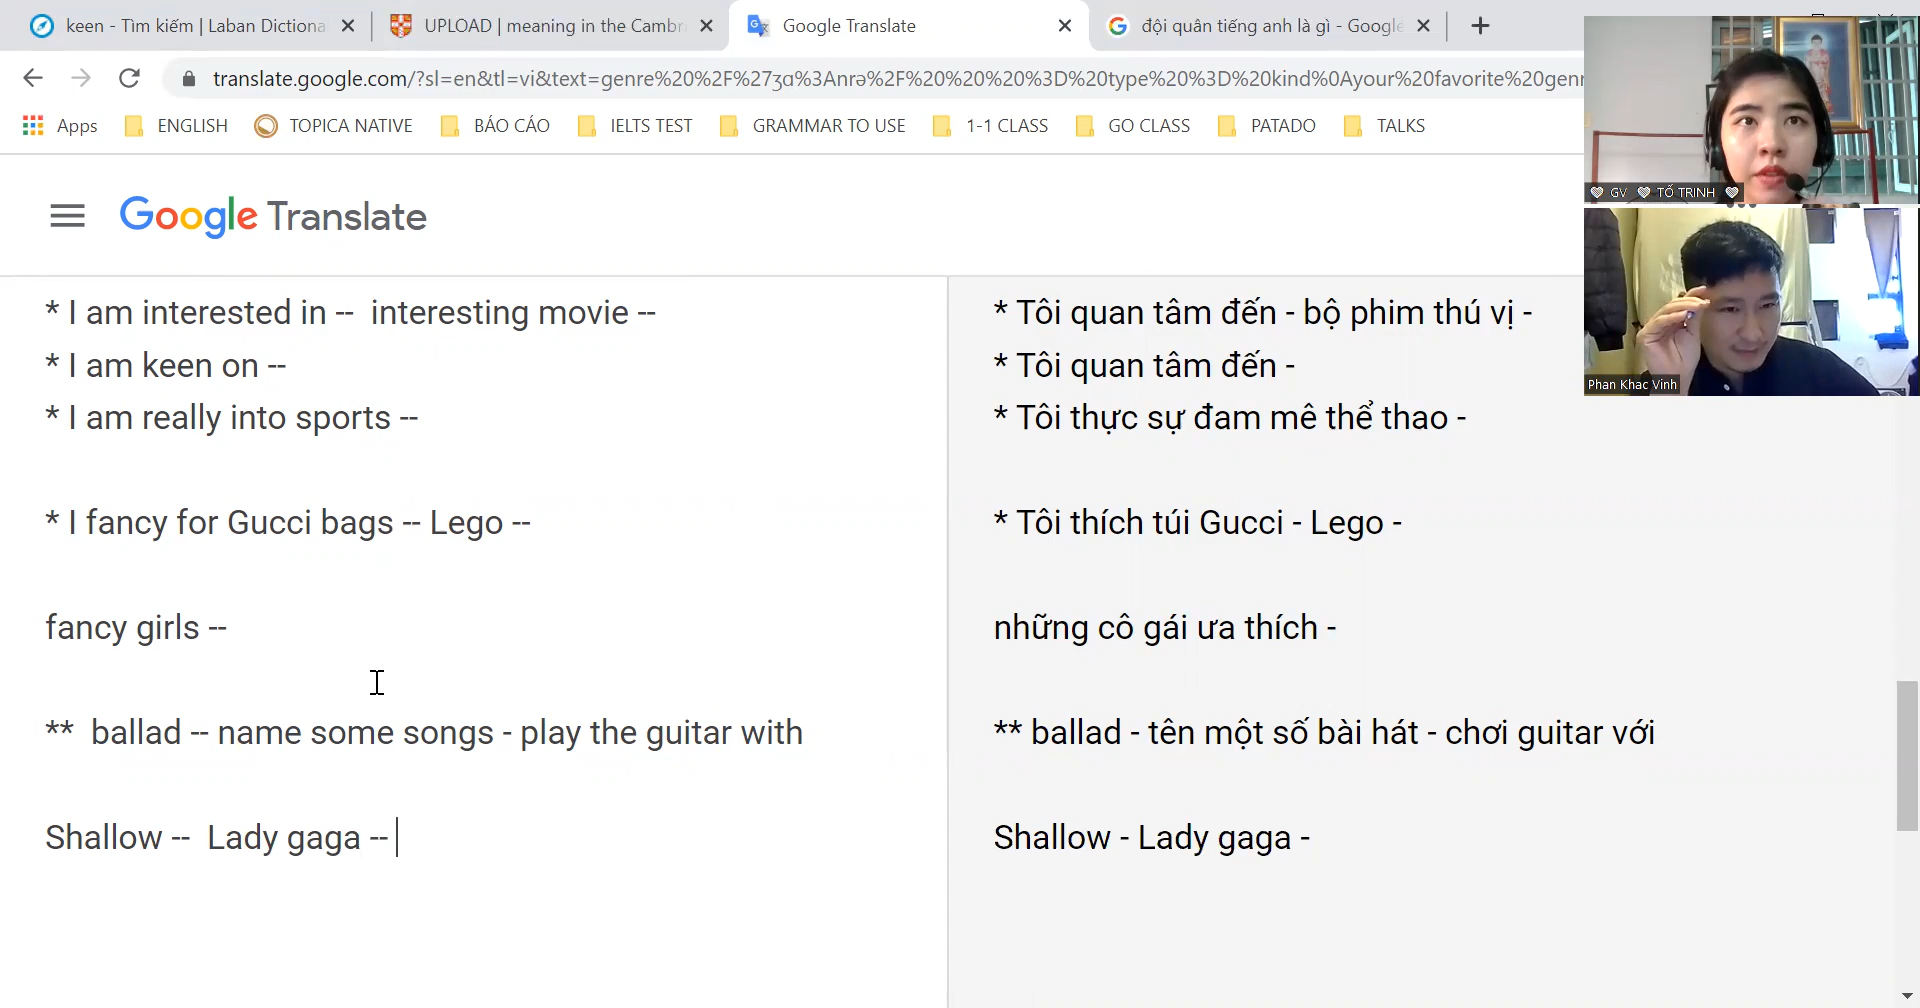 keen - Tìm kiếm | Laban Dictiona
UPLOAD | meaning in the Cambr
Google Translate
đội quân tiếng anh là gì - Google
translate.google.com/?sl=en&tl=vi&text=genre%20%2F%27ʒɑ%3Anrə%2F%20%20%20%3D%20type%20%3D%20kind%0Ayour%20favorite%20genr
Apps
ENGLISH
TOPICA NATIVE
BÁO CÁO
IELTS TEST
GRAMMAR TO USE
1-1 CLASS
GO CLASS
PATADO
TALKS
GV TỐ TRINH
Phan Khac Vinh
Google Translate
* I am interested in -- interesting movie --
* I am keen on --
* I am really into sports --
* I fancy for Gucci bags -- Lego --
fancy girls --
** ballad -- name some songs - play the guitar with
Shallow -- Lady gaga --
* Tôi quan tâm đến - bộ phim thú vị -
* Tôi quan tâm đến -
* Tôi thực sự đam mê thể thao -
* Tôi thích túi Gucci - Lego -
những cô gái ưa thích -
** ballad - tên một số bài hát - chơi guitar với
Shallow - Lady gaga -